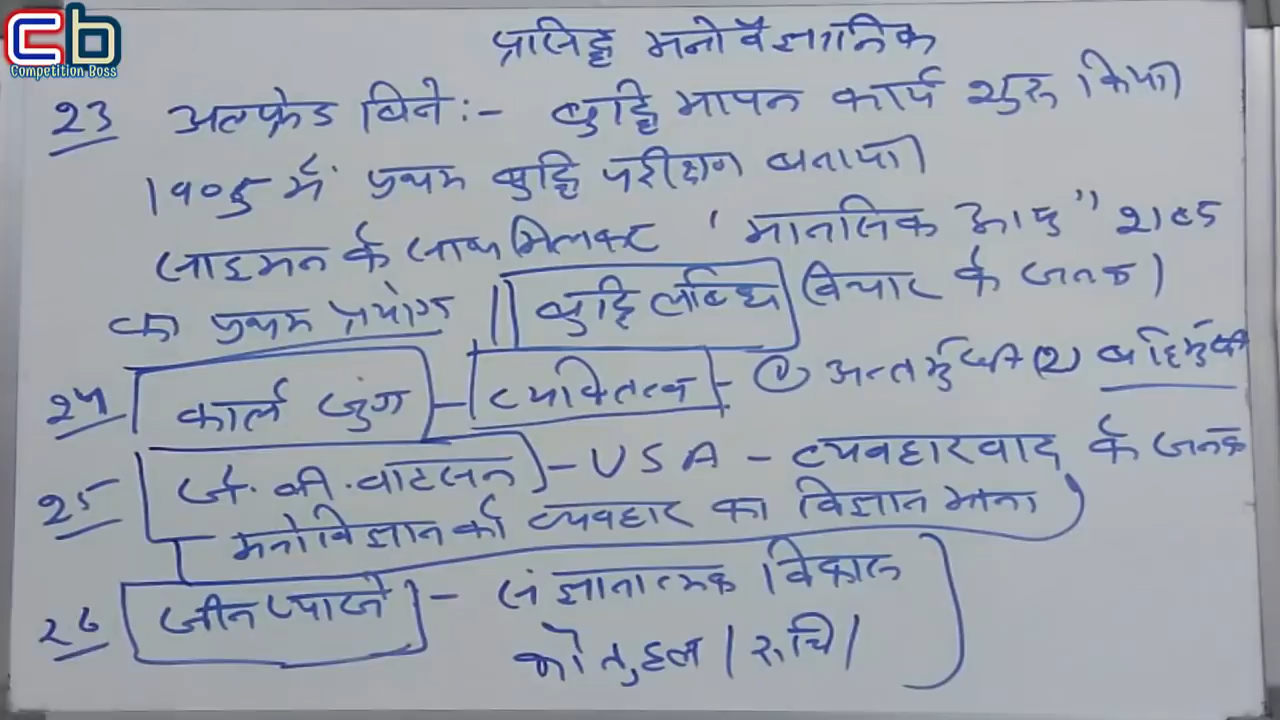 Cb
Competition Boss
प्रसिद्ध मनोवैज्ञानिक
23 अल्फ्रेड बिने :- बुद्धि मापन कार्य शुरू किया।
1905 में प्रथम बुद्धि परीक्षण बनाया।
साइमन के साथ मिलकर 'मानसिक आयु" शब्द
का प्रथम प्रयोग || बुद्धि लब्धि विचार के जनक।
24 कार्ल जुंग - व्यक्तित्व - (1) अन्तर्मुखी (2) बहिर्मुखी
25 जे. बी. वाटसन - USA - व्यवहारवाद के जनक
मनोविज्ञान को व्यवहार का विज्ञान माना
26 जीन प्याजे - संज्ञानात्मक विकास
कौतुहल / रुचि /